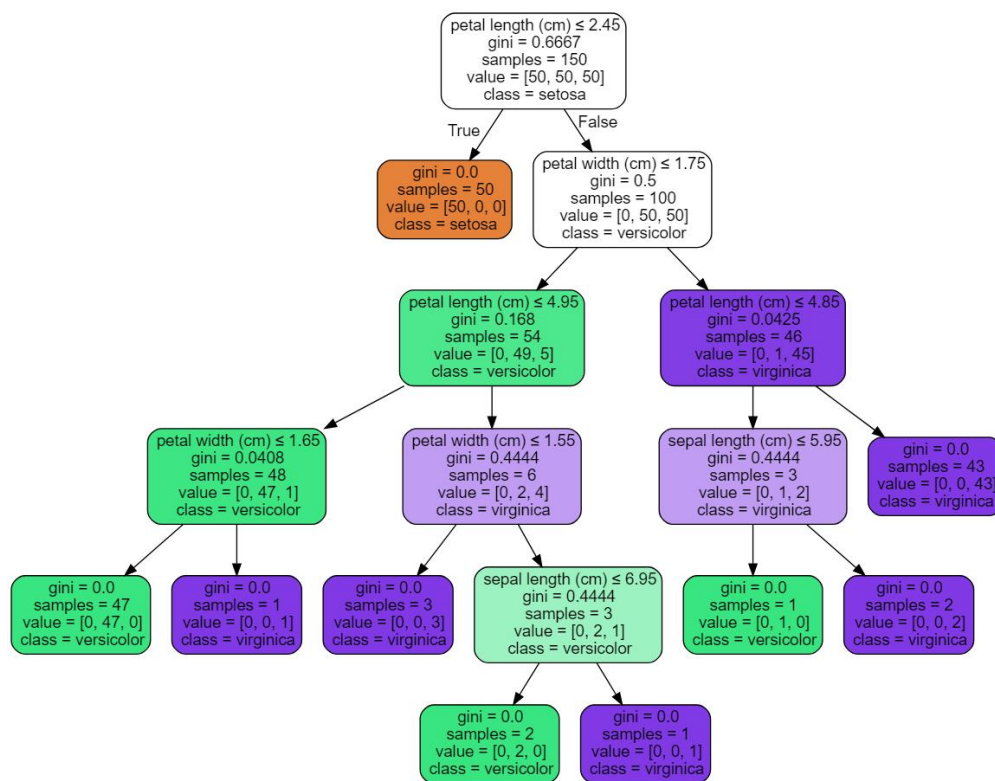 petal length (cm) ≤ 2.45
gini = 0.6667
samples = 150
value = [50, 50, 50]
class = setosa
True
False
gini = 0.0
samples = 50
value = [50, 0, 0]
class = setosa
petal width (cm) ≤ 1.75
gini = 0.5
samples = 100
value = [0, 50, 50]
class = versicolor
petal length (cm) ≤ 4.95
gini = 0.168
samples = 54
value = [0, 49, 5]
class = versicolor
petal length (cm) ≤ 4.85
gini = 0.0425
samples = 46
value = [0, 1, 45]
class = virginica
petal width (cm) ≤ 1.65
gini = 0.0408
samples = 48
value = [0, 47, 1]
class = versicolor
petal width (cm) ≤ 1.55
gini = 0.4444
samples = 6
value = [0, 2, 4]
class = virginica
sepal length (cm) ≤ 5.95
gini = 0.4444
samples = 3
value = [0, 1, 2]
class = virginica
gini = 0.0
samples = 43
value = [0, 0, 43]
class = virginica
gini = 0.0
samples = 47
value = [0, 47, 0]
class = versicolor
gini = 0.0
samples = 1
value = [0, 0, 1]
class = virginica
gini = 0.0
samples = 3
value = [0, 0, 3]
class = virginica
sepal length (cm) ≤ 6.95
gini = 0.4444
samples = 3
value = [0, 2, 1]
class = versicolor
gini = 0.0
samples = 1
value = [0, 1, 0]
class = versicolor
gini = 0.0
samples = 2
value = [0, 0, 2]
class = virginica
gini = 0.0
samples = 2
value = [0, 2, 0]
class = versicolor
gini = 0.0
samples = 1
value = [0, 0, 1]
class = virginica